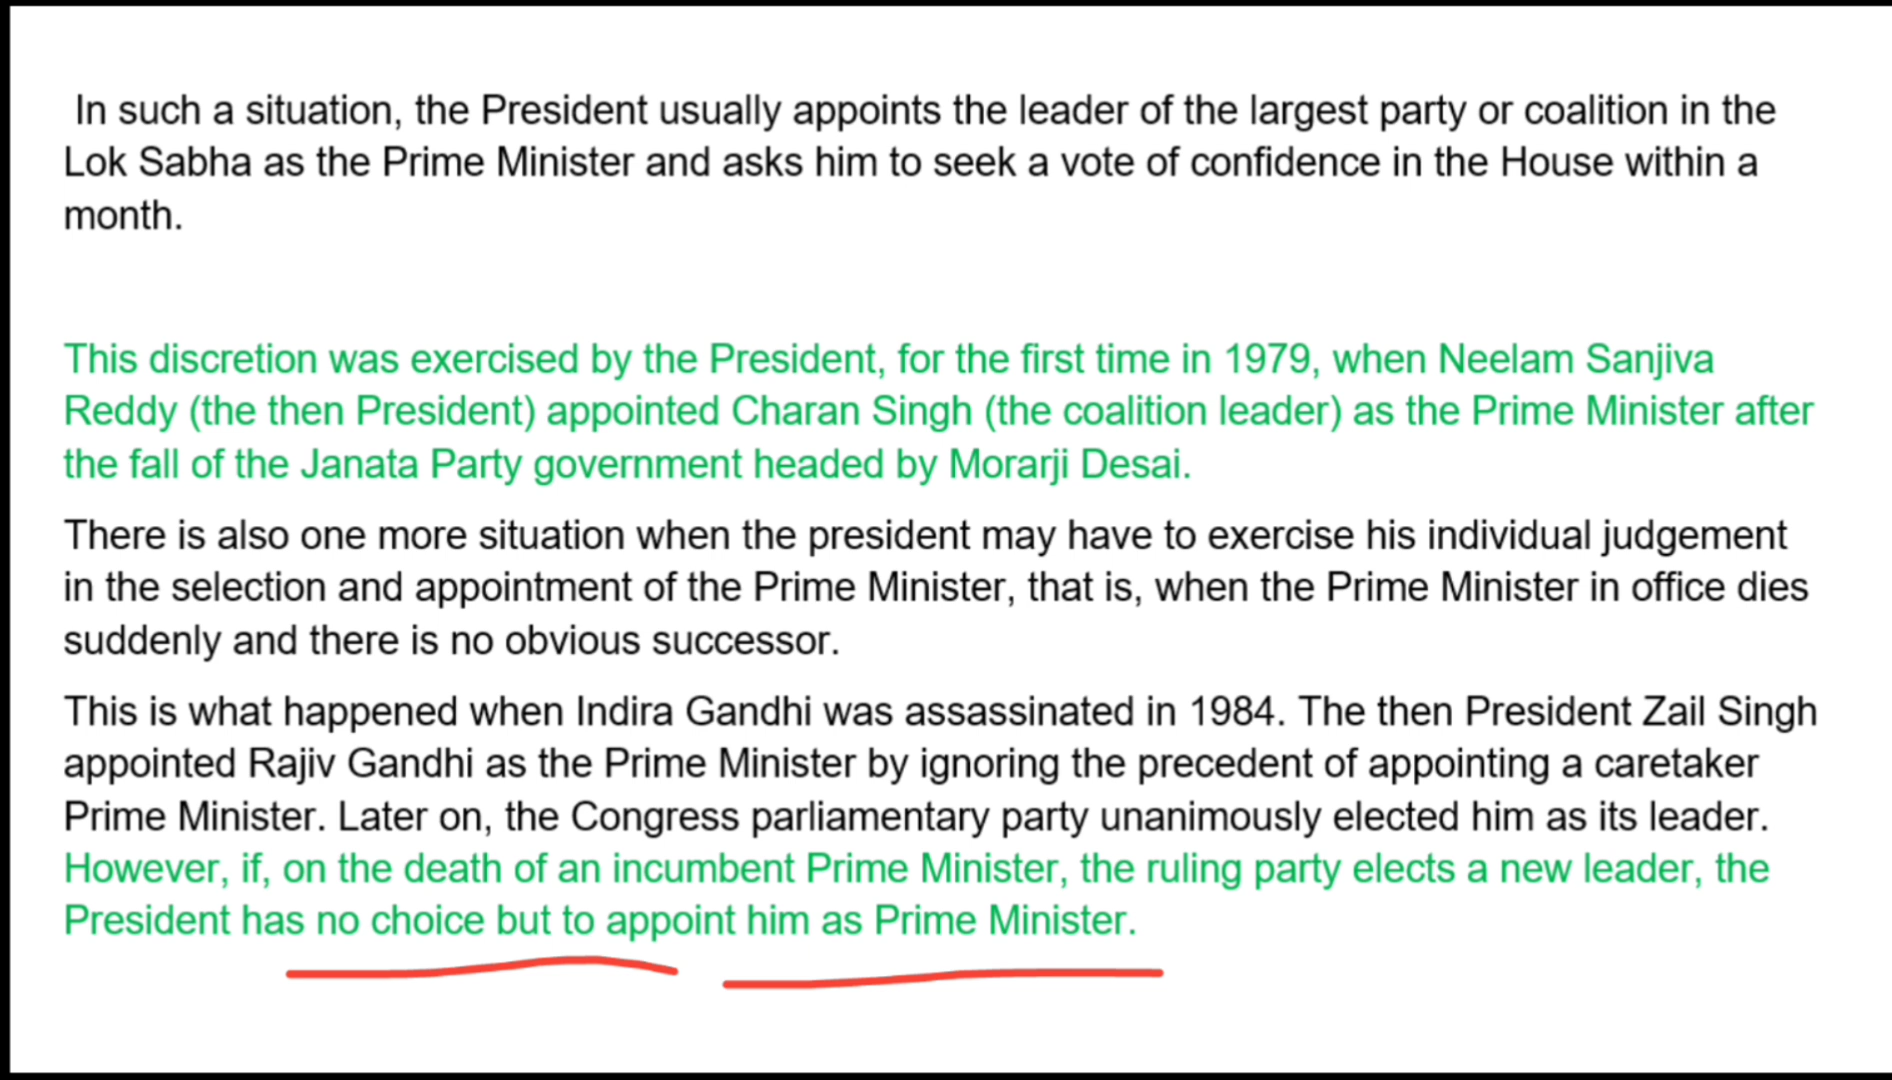 In such a situation, the President usually appoints the leader of the largest party or coalition in the
Lok Sabha as the Prime Minister and asks him to seek a vote of confidence in the House within a
month.
This discretion was exercised by the President, for the first time in 1979, when Neelam Sanjiva
Reddy (the then President) appointed Charan Singh (the coalition leader) as the Prime Minister after
the fall of the Janata Party government headed by Morarji Desai.
There is also one more situation when the president may have to exercise his individual judgement
in the selection and appointment of the Prime Minister, that is, when the Prime Minister in office dies
suddenly and there is no obvious successor.
This is what happened when Indira Gandhi was assassinated in 1984. The then President Zail Singh
appointed Rajiv Gandhi as the Prime Minister by ignoring the precedent of appointing a caretaker
Prime Minister. Later on, the Congress parliamentary party unanimously elected him as its leader.
However, if, on the death of an incumbent Prime Minister, the ruling party elects a new leader, the
President has no choice but to appoint him as Prime Minister.